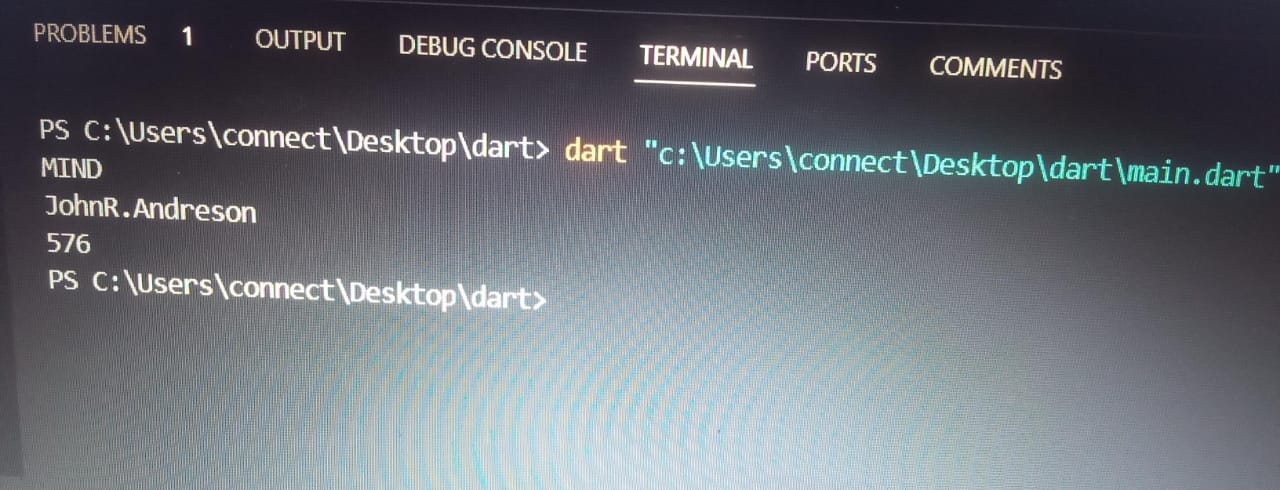 PROBLEMS 1 OUTPUT DEBUG CONSOLE TERMINAL PORTS COMMENTS
PS C:\Users\connect\Desktop\dart> dart "c:\Users\connect\Desktop\dart\main.dart"
MIND
JohnR.Andreson
576
PS C:\Users\connect\Desktop\dart>